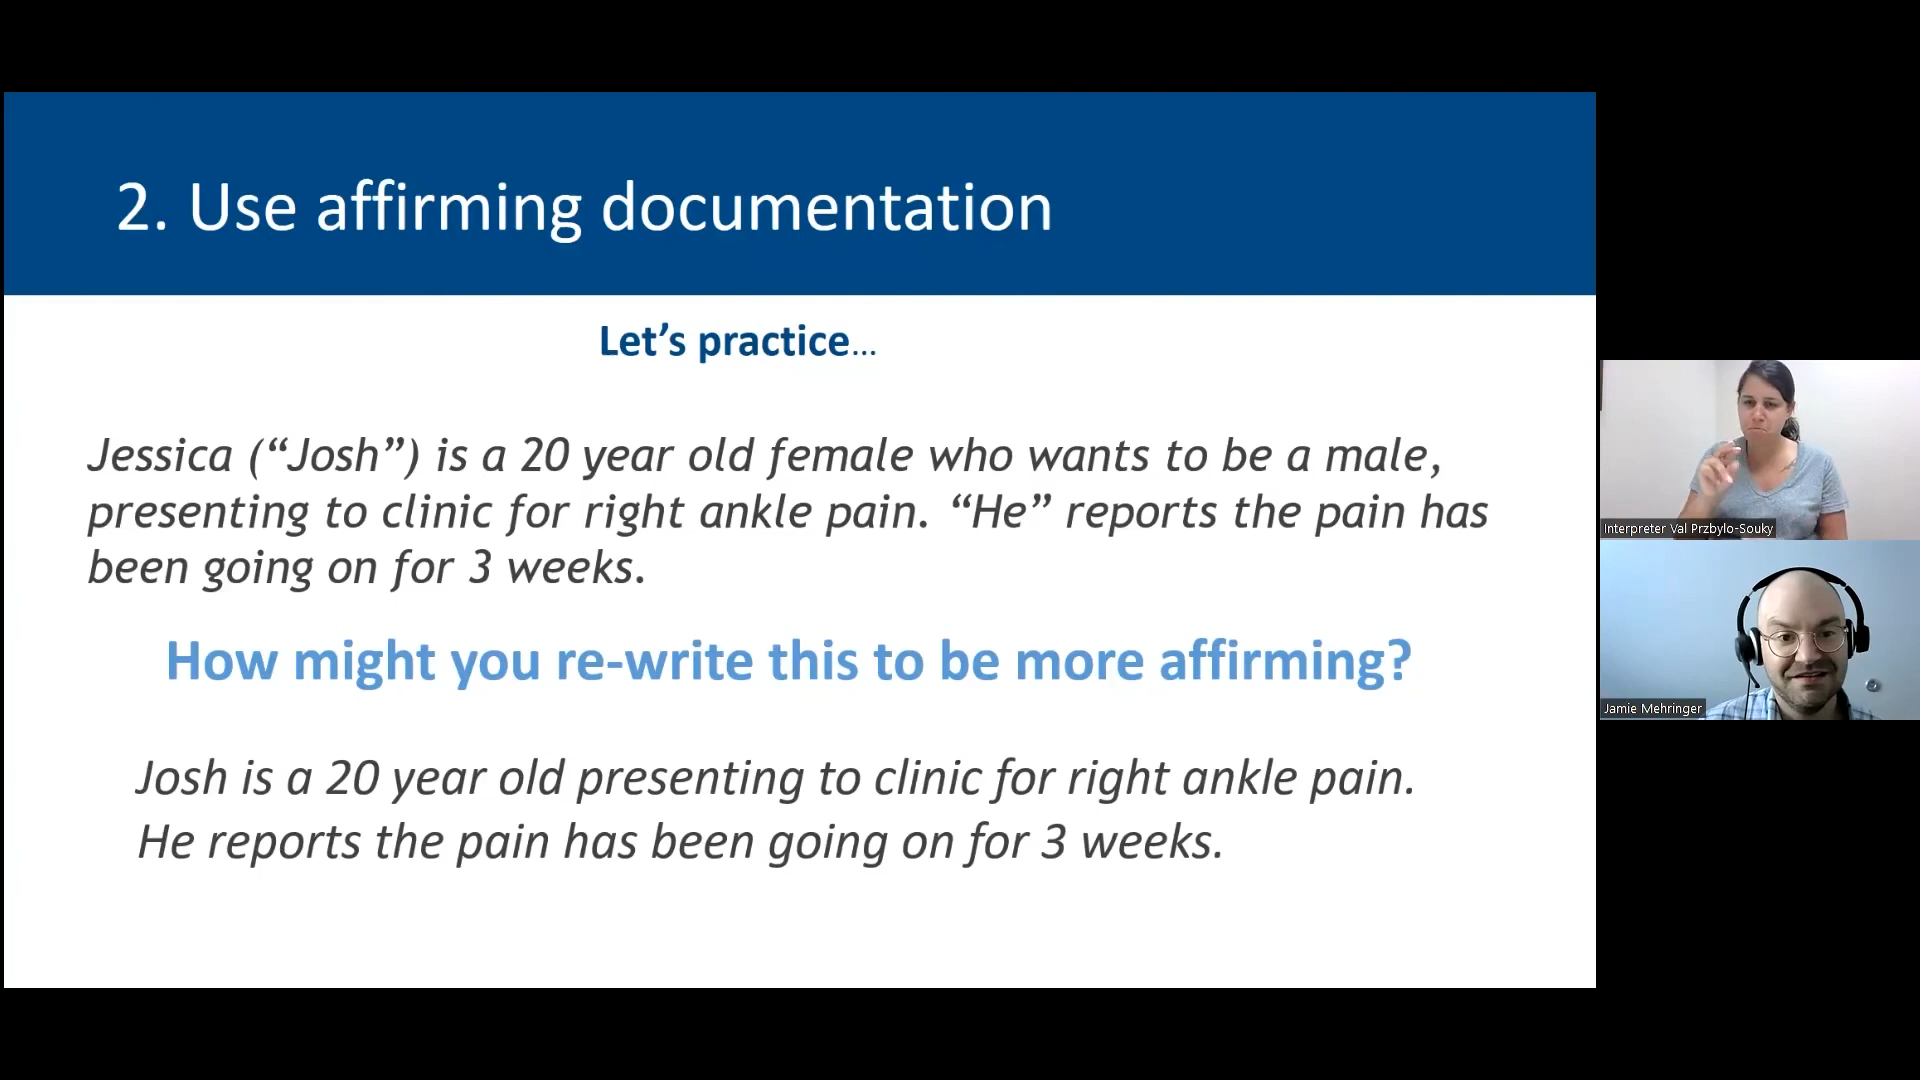 2. Use affirming documentation
Let’s practice...
Jessica (“Josh”) is a 20 year old female who wants to be a male,
presenting to clinic for right ankle pain. “He” reports the pain has
been going on for 3 weeks.
How might you re-write this to be more affirming?
Josh is a 20 year old presenting to clinic for right ankle pain.
He reports the pain has been going on for 3 weeks.
Interpreter Val Przbylo-Souky
Jamie Mehringer